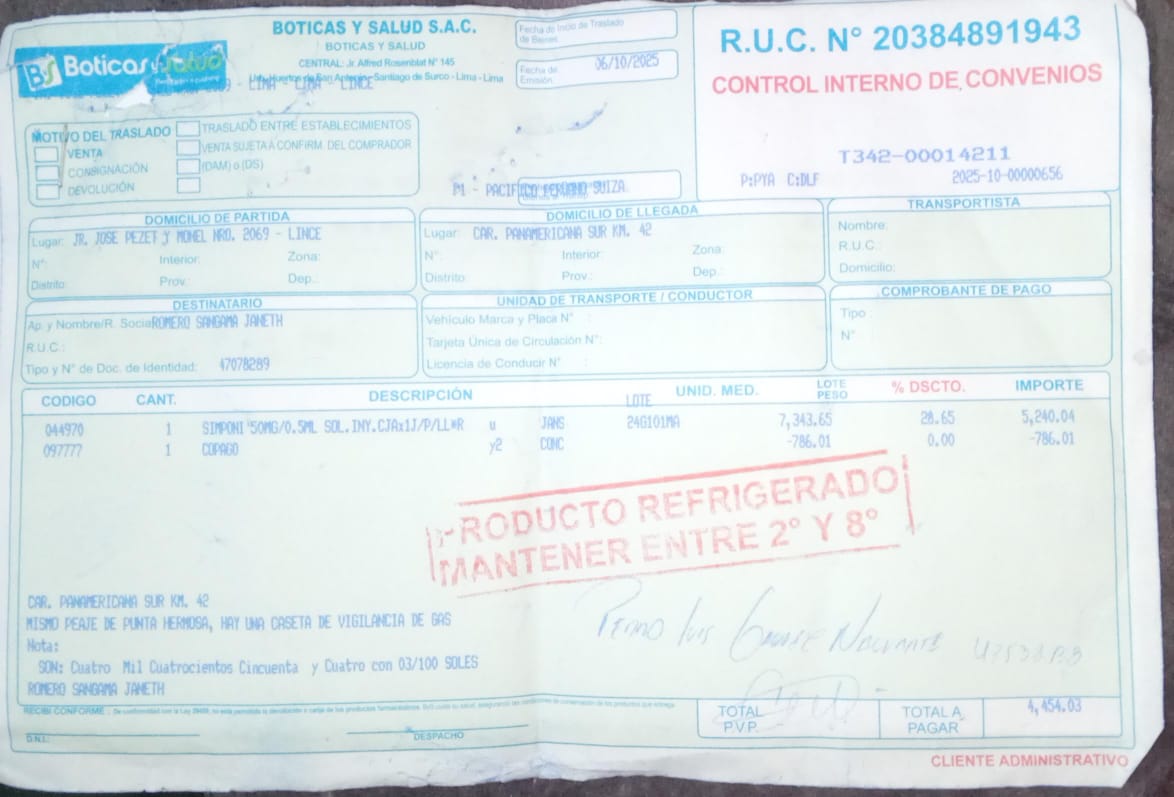 BOTICAS Y SALUD S.A.C.
BOTICAS Y SALUD
CENTRAL: Jr. Alfred Rosenblat N° 145
Urb. Huertos de San Antonio - Santiago de Surco - Lima - Lima
BS Boticas y Salud
2069 - LIMA - LIMA - LINCE
Fecha de Inicio de Traslado
de Bienes
Fecha de
Emisión:
06/10/2025
R.U.C. N° 20384891943
CONTROL INTERNO DE CONVENIOS
T342-00014211
P:PYA C:DLF 2025-10-00000656
MOTIVO DEL TRASLADO
VENTA
CONSIGNACIÓN
DEVOLUCIÓN
TRASLADO ENTRE ESTABLECIMIENTOS
VENTA SUJETA A CONFIRM. DEL COMPRADOR
(DAM) o (DS)
P1 - PACIFICO PERUANO SUIZA
DOMICILIO DE PARTIDA
Lugar: JR. JOSE PEZET Y MONEL NRO. 2069 - LINCE
N°: Interior: Zona:
Distrito: Prov.: Dep.:
DOMICILIO DE LLEGADA
Lugar: CAR. PANAMERICANA SUR KM. 42
N°: Interior: Zona:
Distrito: Prov.: Dep.:
TRANSPORTISTA
Nombre:
R.U.C.:
Domicilio:
DESTINATARIO
Ap. y Nombre/R. Social ROMERO SANGAMA JANETH
R.U.C.:
Tipo y N° de Doc. de Identidad: 47078289
UNIDAD DE TRANSPORTE / CONDUCTOR
Vehículo Marca y Placa N° :
Tarjeta Única de Circulación N°:
Licencia de Conducir N° :
COMPROBANTE DE PAGO
Tipo :
N° :
CODIGO CANT. DESCRIPCIÓN LOTE UNID. MED. LOTE PESO % DSCTO. IMPORTE
044970 1 SIMPONI 50MG/0.5ML SOL.INY.CJAx1J/P/LL*R u JANS 24G101MA 7,343.65 28.65 5,240.04
097777 1 COPAGO y2 CONC -786.01 0.00 -786.01
PRODUCTO REFRIGERADO
MANTENER ENTRE 2° Y 8°
CAR. PANAMERICANA SUR KM. 42
MISMO PEAJE DE PUNTA HERMOSA, HAY UNA CASETA DE VIGILANCIA DE GAS
Nota:
SON: Cuatro Mil Cuatrocientos Cincuenta y Cuatro con 03/100 SOLES
ROMERO SANGAMA JANETH
Luis
RECIBI CONFORME:
D.N.I.
DESPACHO
TOTAL
P.V.P.
TOTAL A
PAGAR
4,454.03
CLIENTE ADMINISTRATIVO